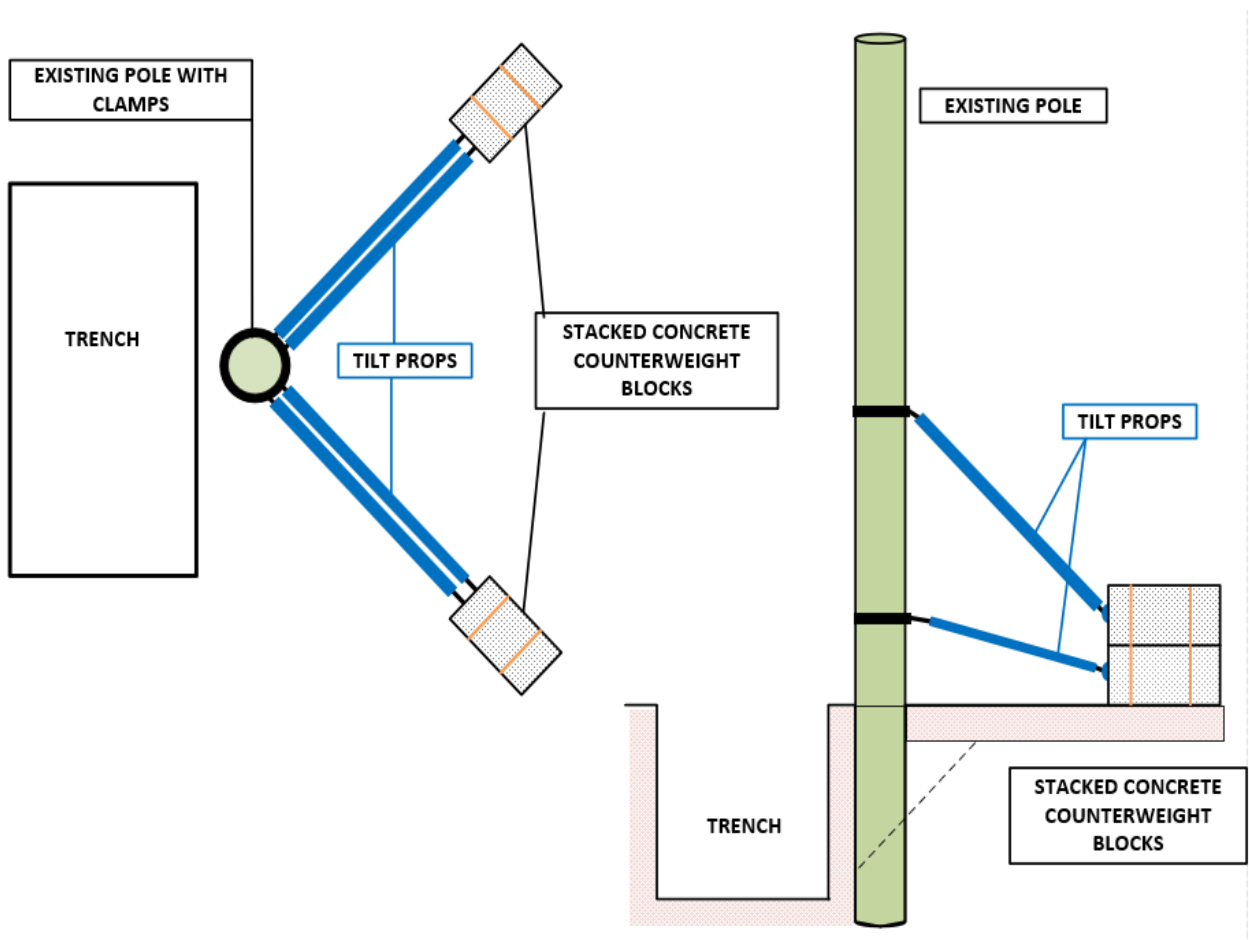 EXISTING POLE WITH
CLAMPS
TRENCH
TILT PROPS
STACKED CONCRETE
COUNTERWEIGHT
BLOCKS
EXISTING POLE
TILT PROPS
TRENCH
STACKED CONCRETE
COUNTERWEIGHT
BLOCKS